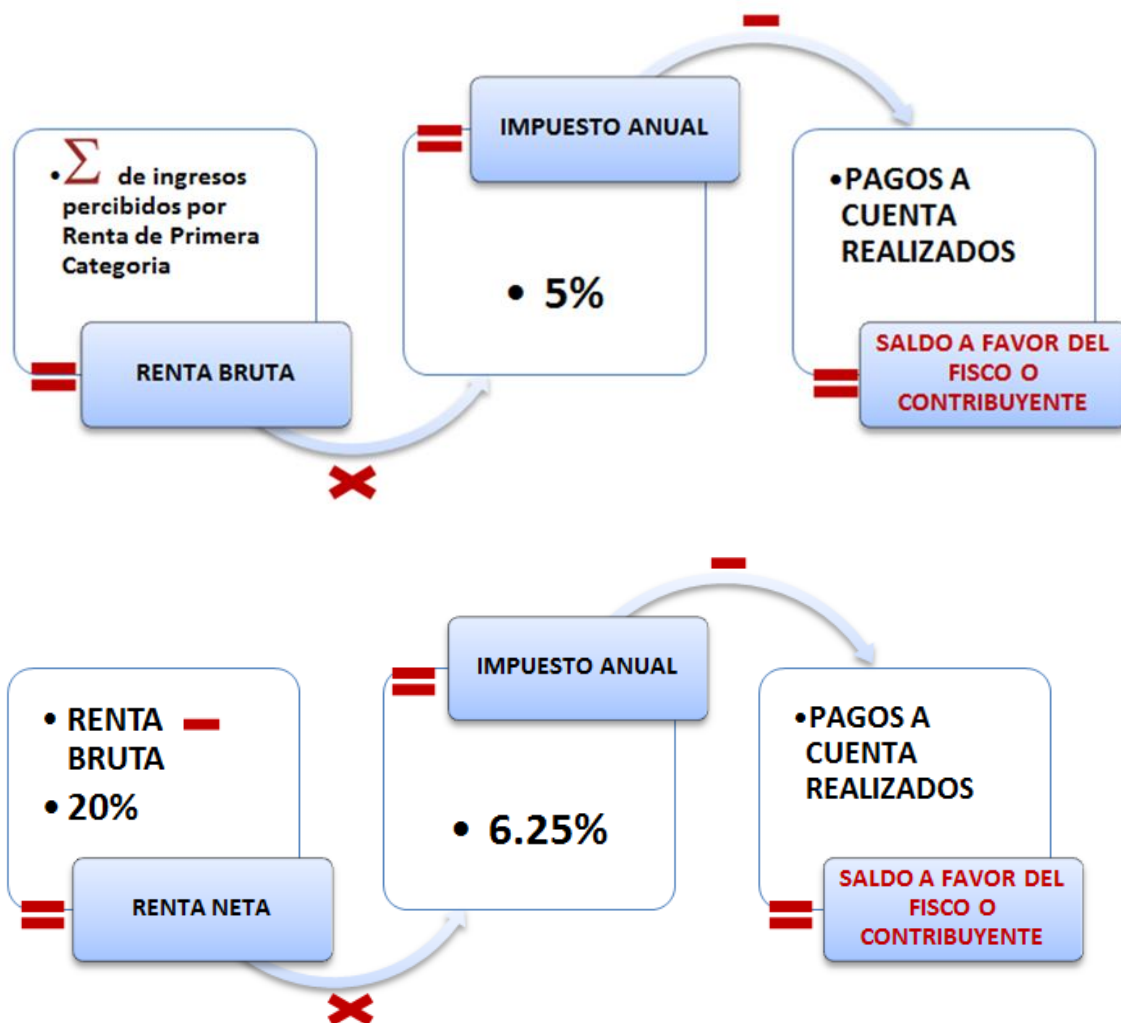 •∑ de ingresos
percibidos por
Renta de Primera
Categoria
RENTA BRUTA
IMPUESTO ANUAL
• 5%
•PAGOS A
CUENTA
REALIZADOS
SALDO A FAVOR DEL
FISCO O
CONTRIBUYENTE
• RENTA −
BRUTA
• 20%
RENTA NETA
IMPUESTO ANUAL
• 6.25%
•PAGOS A
CUENTA
REALIZADOS
SALDO A FAVOR DEL
FISCO O
CONTRIBUYENTE